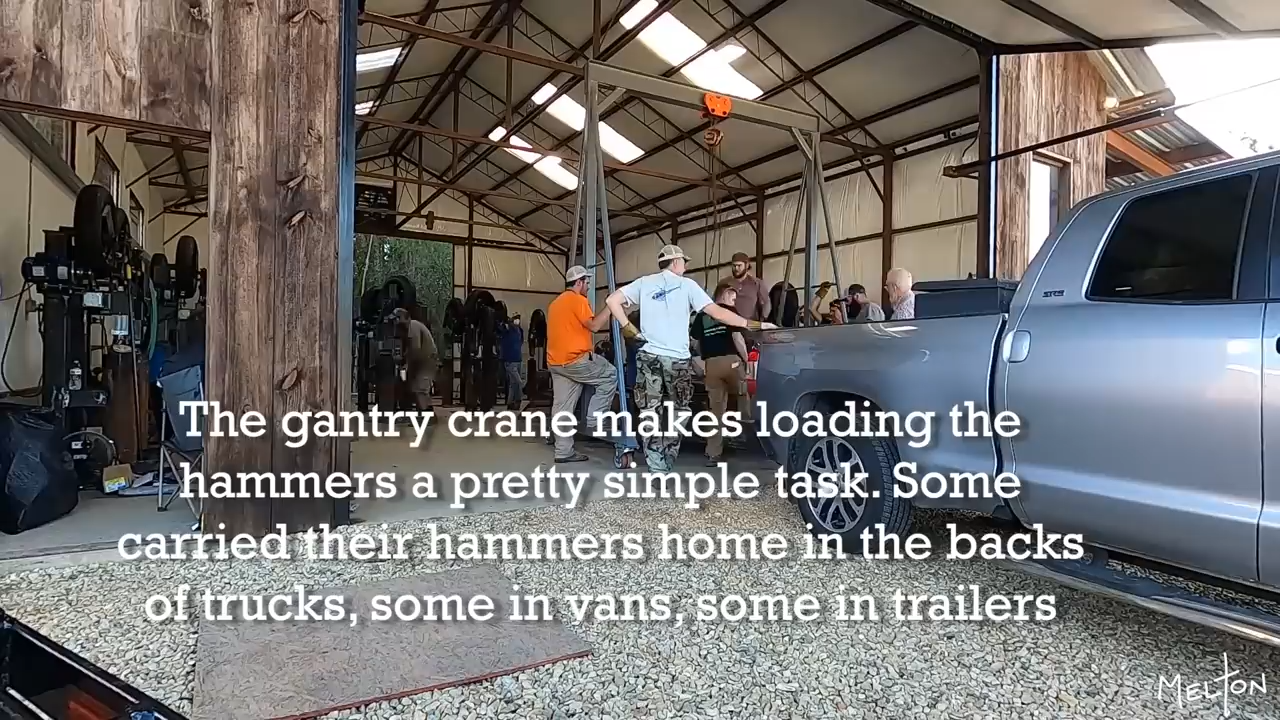 The gantry crane makes loading the
hammers a pretty simple task. Some
carried their hammers home in the backs
of trucks, some in vans, some in trailers
SR5
MELTON